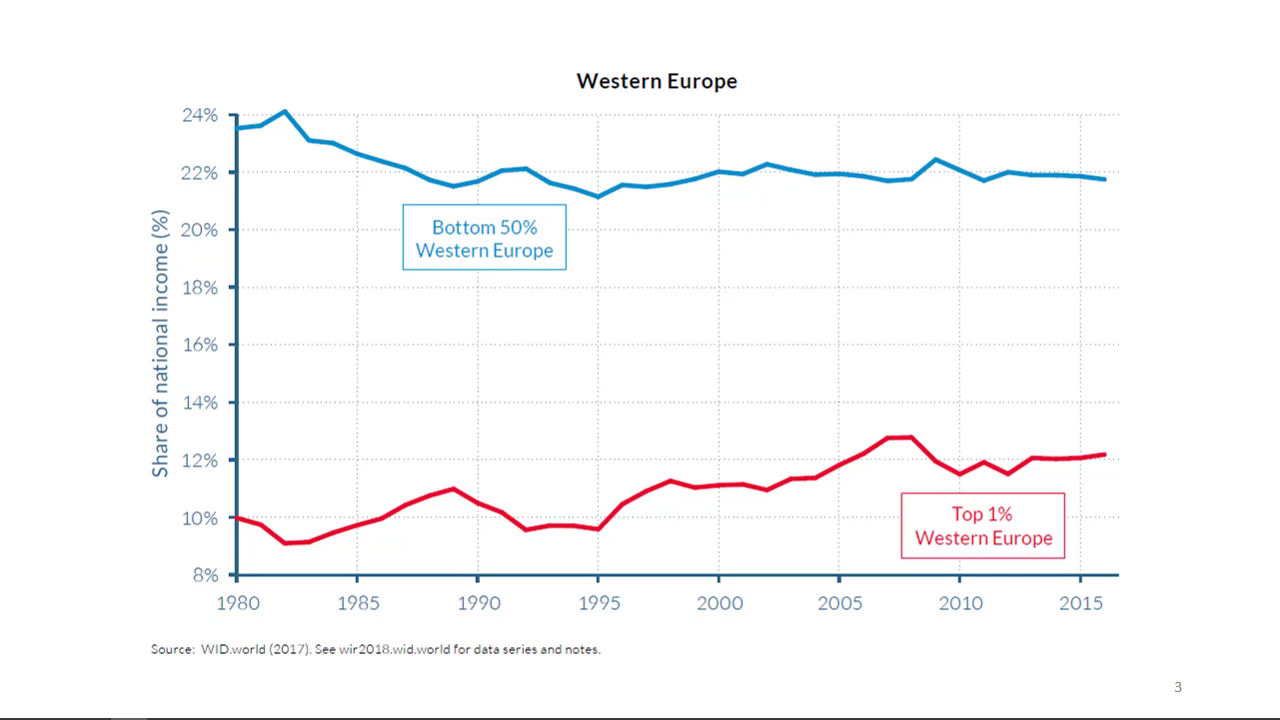 Western Europe
24%
22%
20%
18%
16%
14%
12%
10%
8%
Share of national income (%)
Bottom 50%
Western Europe
Top 1%
Western Europe
1980 1985 1990 1995 2000 2005 2010 2015
Source: WID.world (2017). See wir2018.wid.world for data series and notes.
3